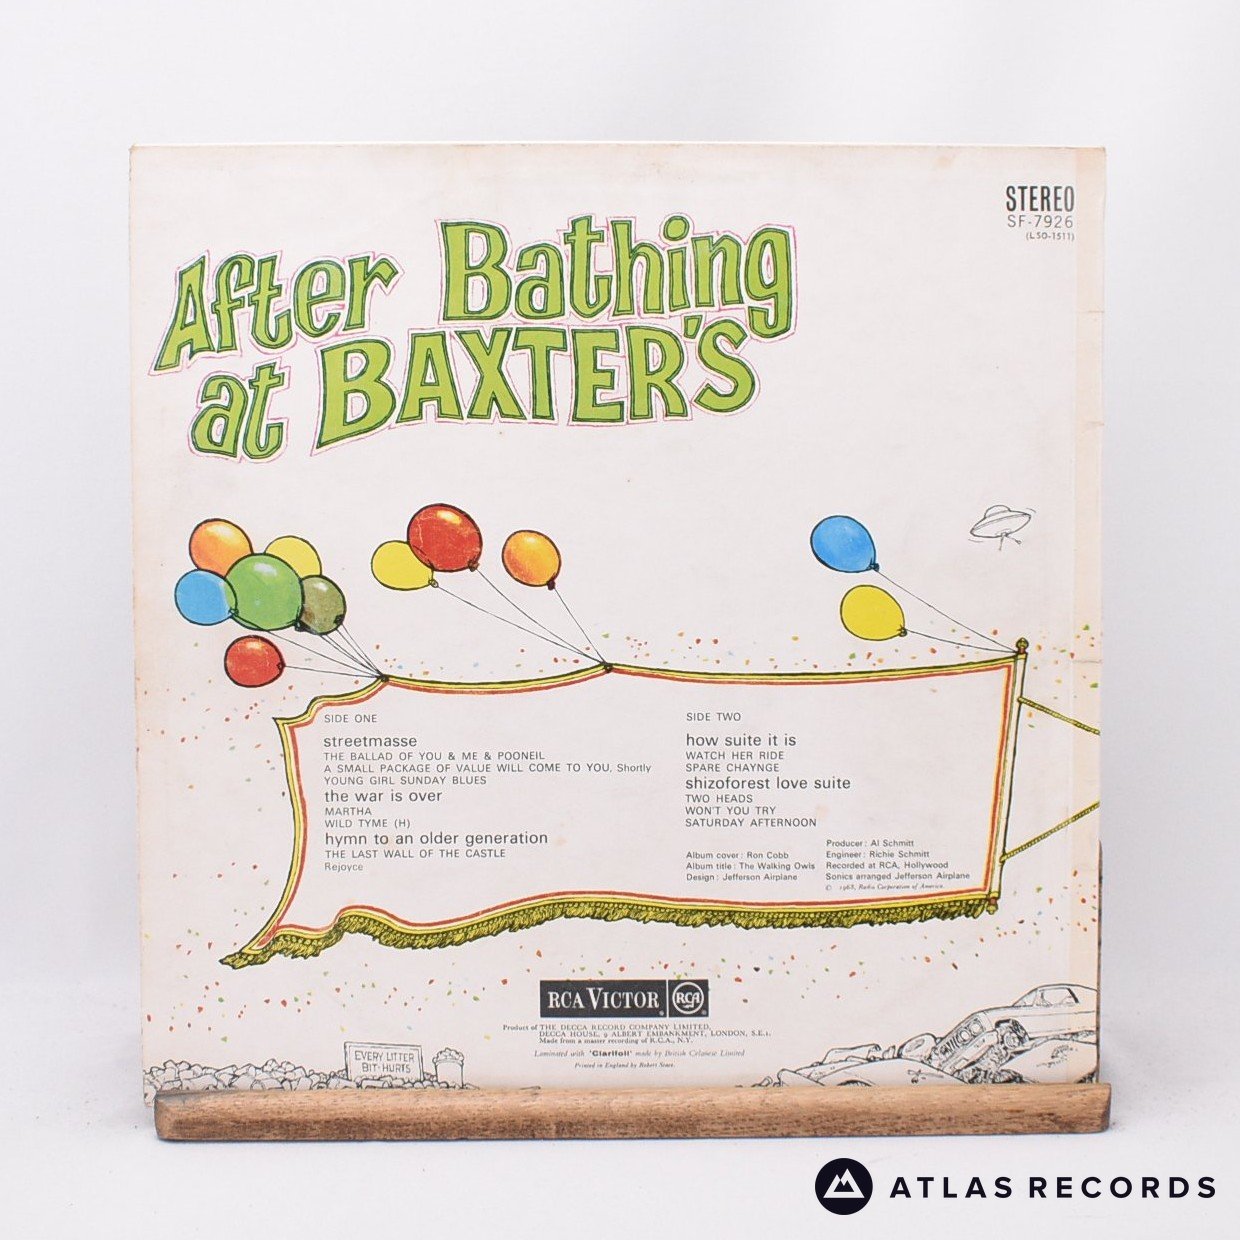 STEREO
SF-7926
(LSO-1511)
After Bathing
at BAXTER'S
SIDE ONE
streetmasse
THE BALLAD OF YOU & ME & POONEIL
A SMALL PACKAGE OF VALUE WILL COME TO YOU, Shortly
YOUNG GIRL SUNDAY BLUES
the war is over
MARTHA
WILD TYME (H)
hymn to an older generation
THE LAST WALL OF THE CASTLE
Rejoyce
SIDE TWO
how suite it is
WATCH HER RIDE
SPARE CHAYNGE
shizoforest love suite
TWO HEADS
WON'T YOU TRY
SATURDAY AFTERNOON
Album cover : Ron Cobb
Album title : The Walking Owls
Design : Jefferson Airplane
Producer : Al Schmitt
Engineer : Richie Schmitt
Recorded at RCA, Hollywood
Sonics arranged Jefferson Airplane
© 1968, Radio Corporation of America.
RCA VICTOR RCA
Product of THE DECCA RECORD COMPANY LIMITED,
DECCA HOUSE, 9 ALBERT EMBANKMENT, LONDON, S.E.1.
Made from a master recording of R.C.A., N.Y.
Laminated with 'Clarifoil' made by British Celanese Limited
Printed in England by Robert Stace.
EVERY LITTER
BIT-HURTS
ATLAS RECORDS